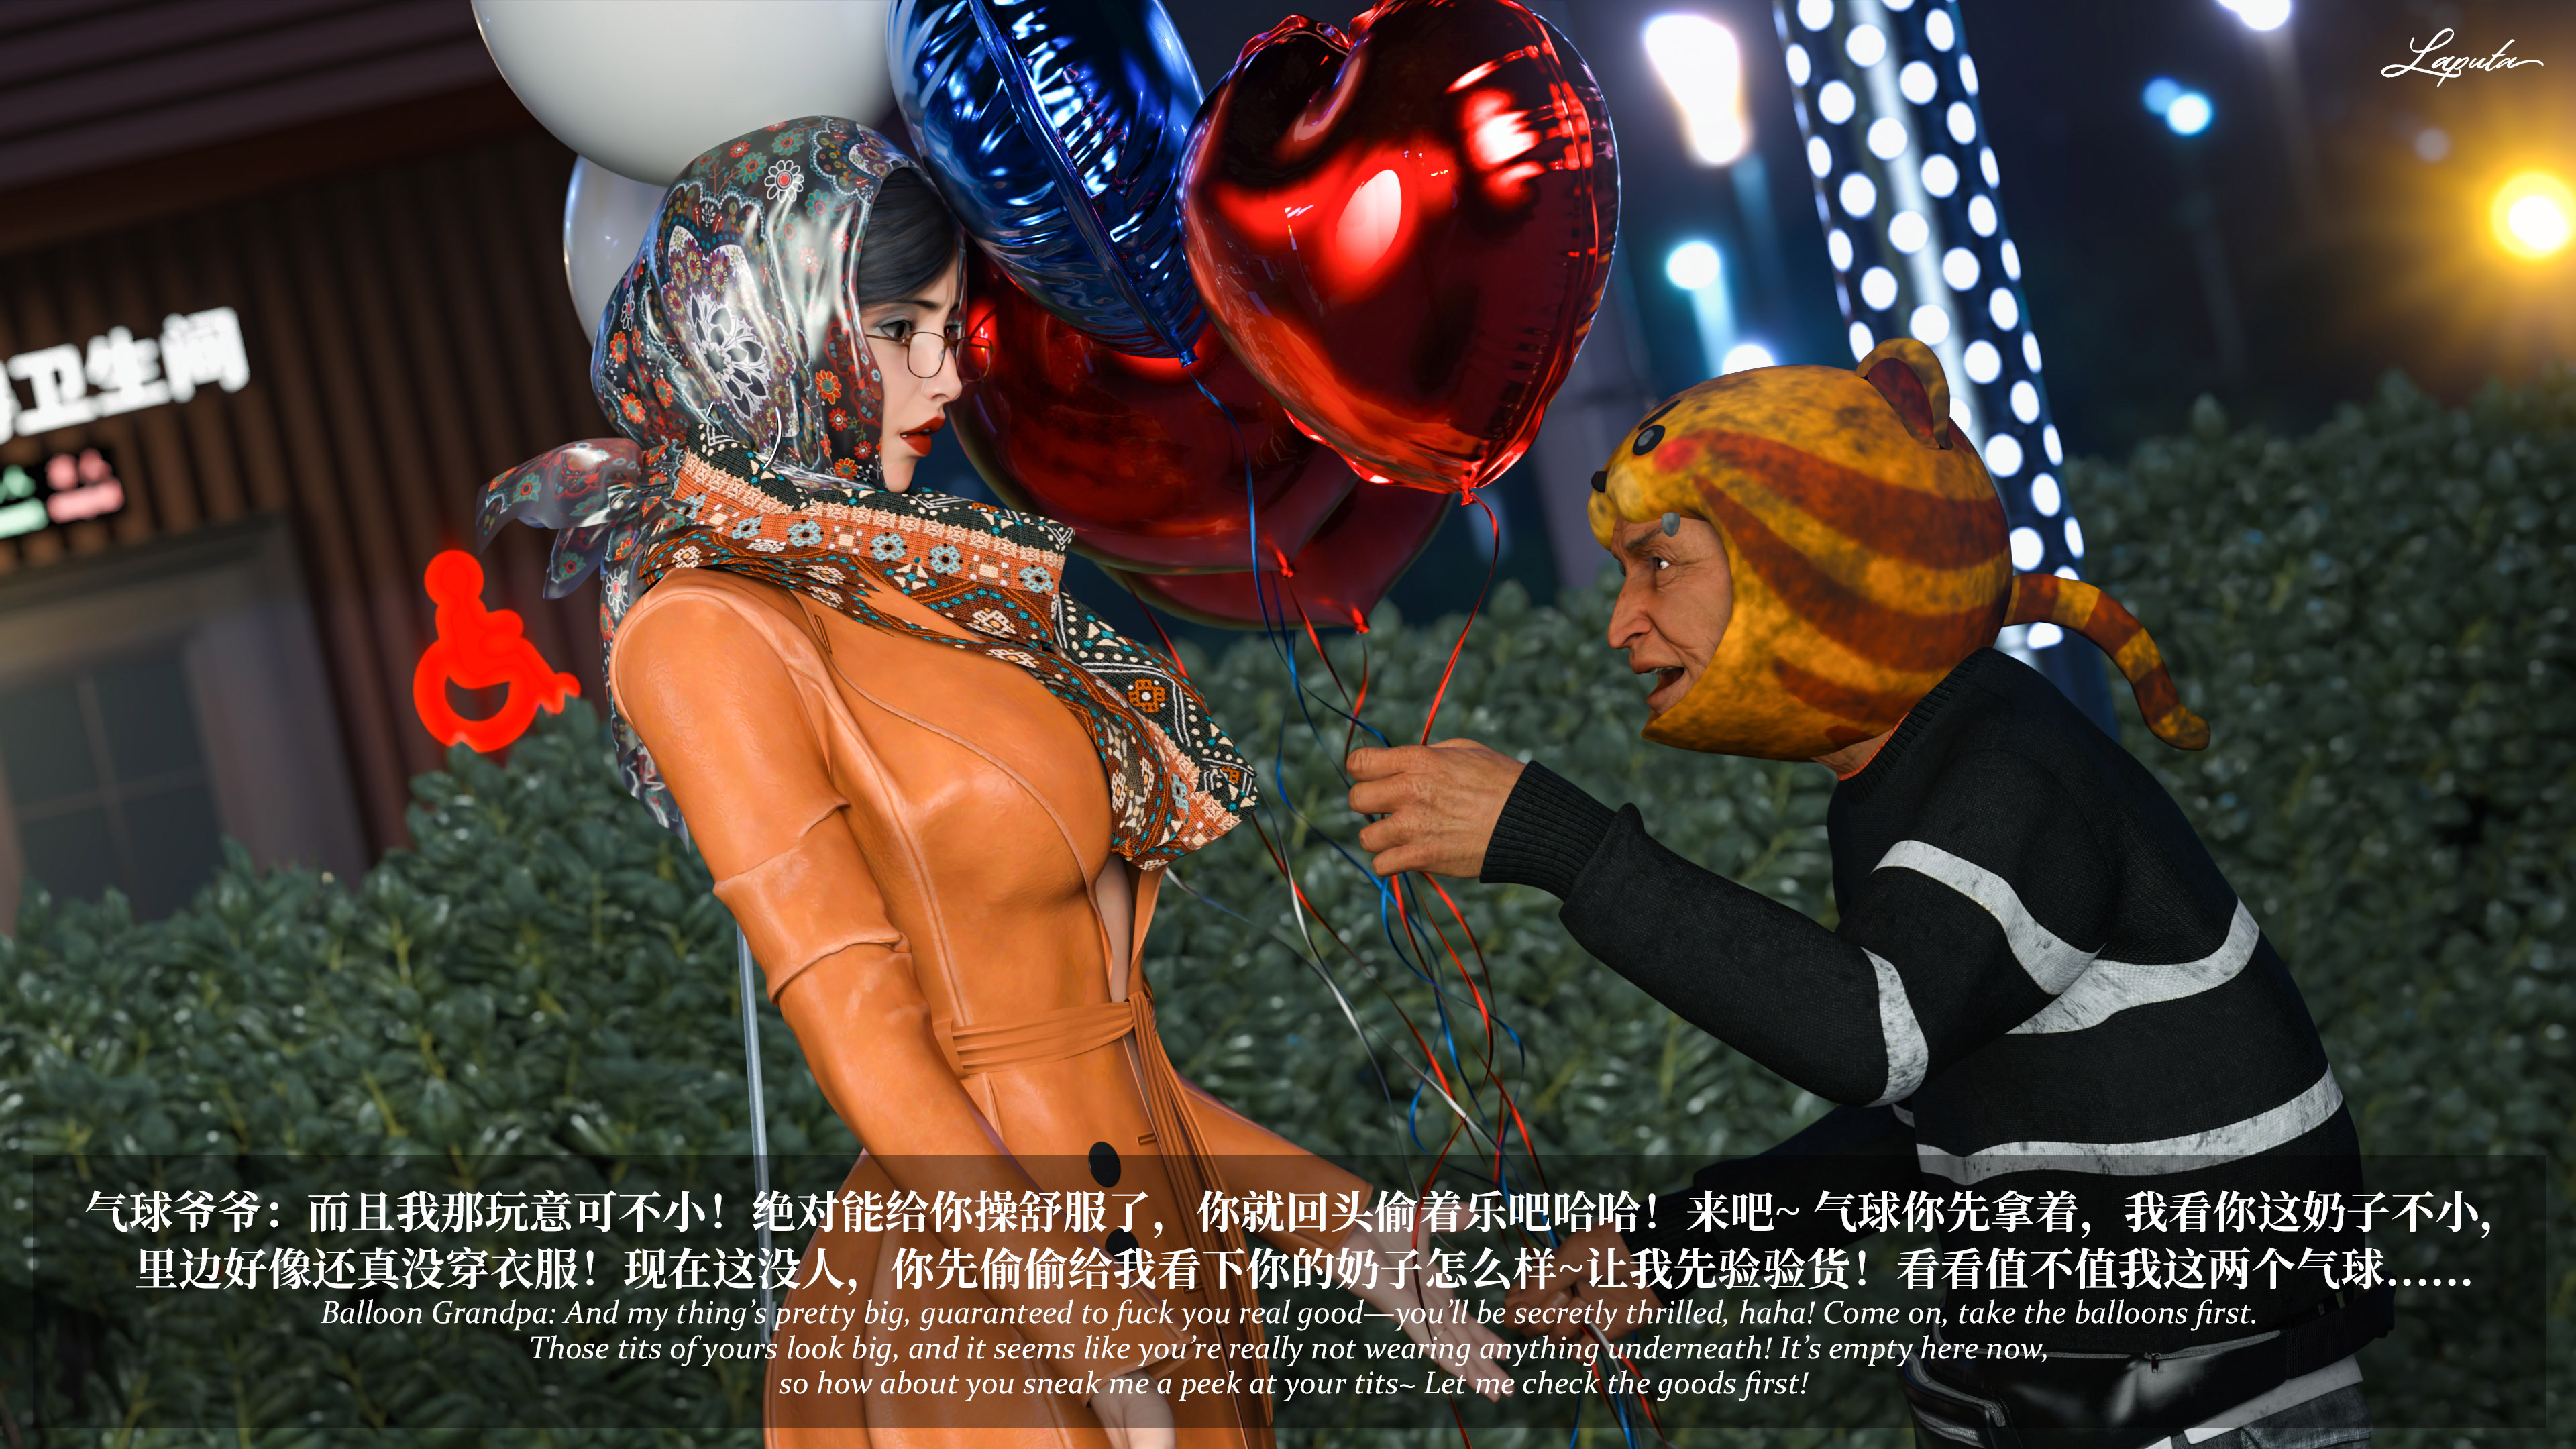 Laputa
卫生间
气球爷爷：而且我那玩意可不小！绝对能给你操舒服了，你就回头偷着乐吧哈哈！来吧~ 气球你先拿着，我看你这奶子不小，
里边好像还真没穿衣服！现在这没人，你先偷偷给我看下你的奶子怎么样~让我先验验货！看看值不值我这两个气球......
Balloon Grandpa: And my thing's pretty big, guaranteed to fuck you real good—you'll be secretly thrilled, haha! Come on, take the balloons first.
Those tits of yours look big, and it seems like you're really not wearing anything underneath! It's empty here now,
so how about you sneak me a peek at your tits~ Let me check the goods first!